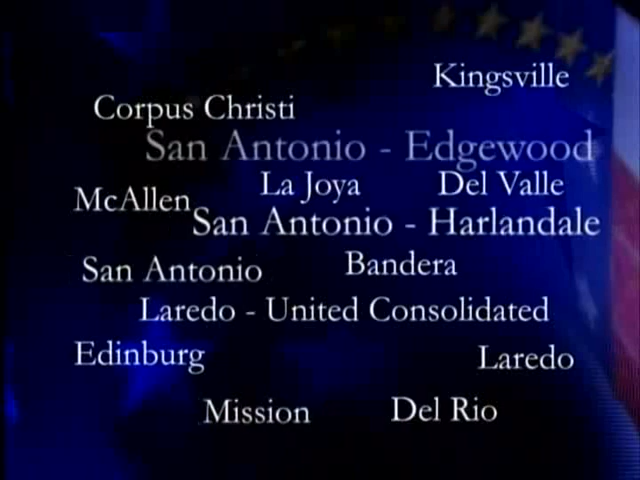 Kingsville
Corpus Christi
San Antonio - Edgewood
La Joya
Del Valle
McAllen
San Antonio - Harlandale
Bandera
San Antonio
Laredo - United Consolidated
Edinburg
Laredo
Mission
Del Rio